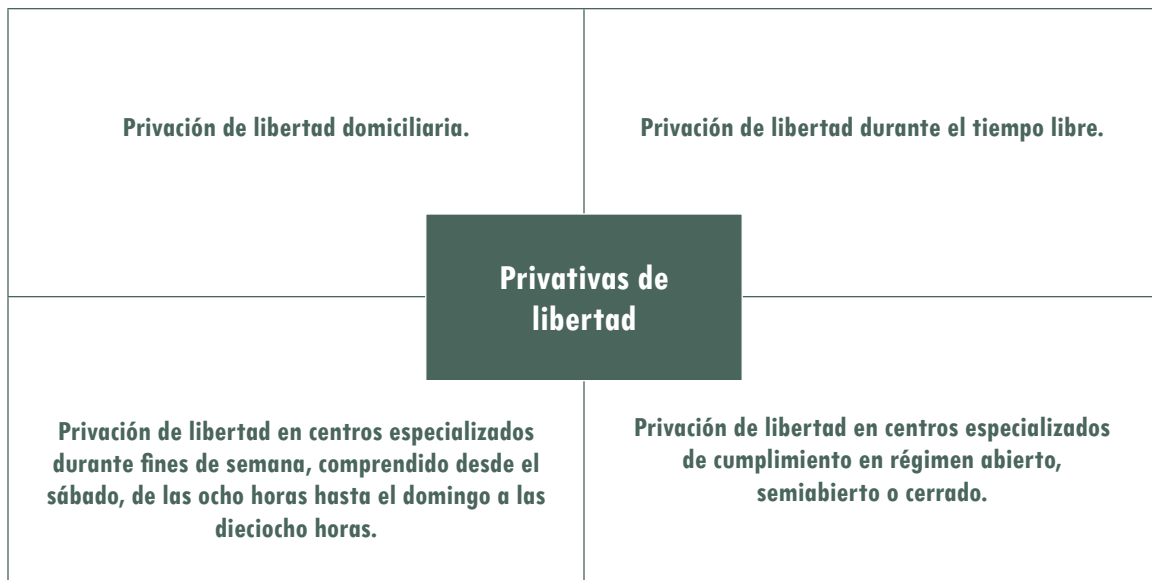 Privación de libertad domiciliaria.
Privación de libertad durante el tiempo libre.
Privativas de
libertad
Privación de libertad en centros especializados
durante fines de semana, comprendido desde el
sábado, de las ocho horas hasta el domingo a las
dieciocho horas.
Privación de libertad en centros especializados
de cumplimiento en régimen abierto,
semiabierto o cerrado.